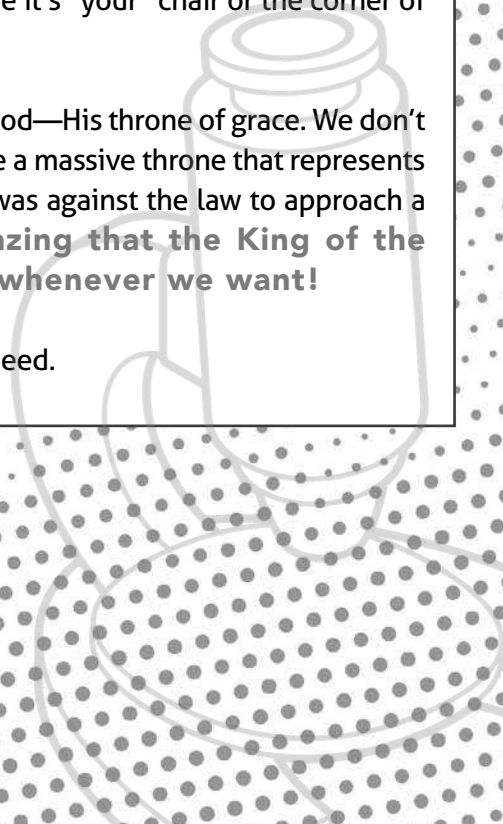 it's "your" chair or the corner of
od—His throne of grace. We don't
e a massive throne that represents
was against the law to approach a
azing that the King of the
whenever we want!
eed.